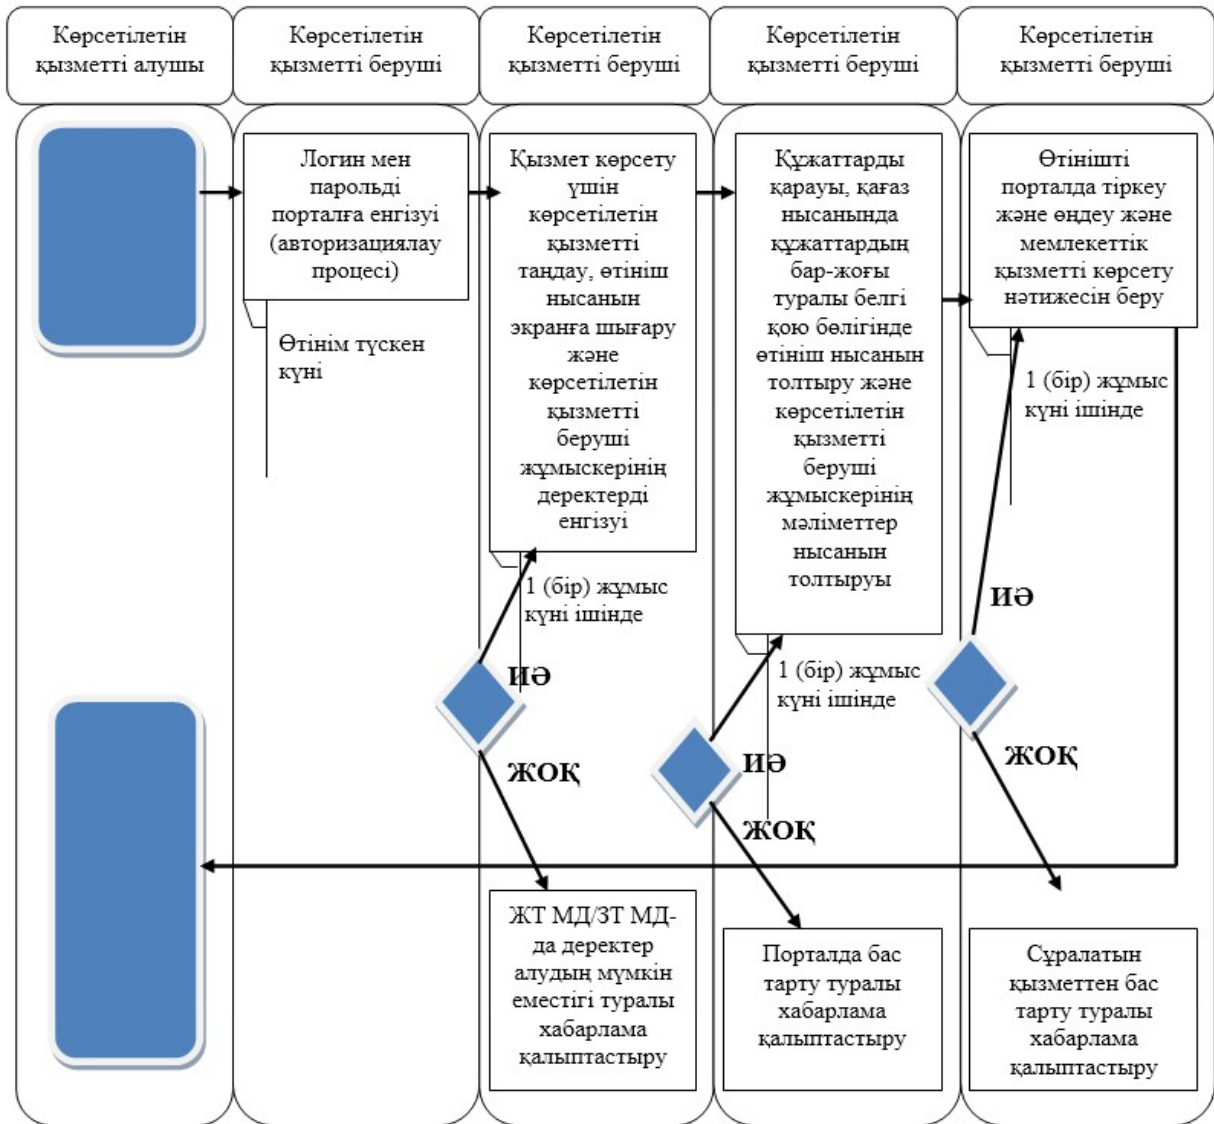 Көрсетілетін
қызметті алушы
Көрсетілетін
қызметті беруші
Көрсетілетін
қызметті беруші
Көрсетілетін
қызметті беруші
Көрсетілетін
қызметті беруші
Логин мен
парольді
порталға енгізуі
(авторизациялау
процесі)
Өтінім түскен
күні
Қызмет көрсету
үшін
көрсетілетін
қызметті
таңдау, өтініш
нысанын
экранға шығару
және
көрсетілетін
қызметті
беруші
жұмыскерінің
деректерді
енгізуі
1 (бір) жұмыс
күні ішінде
ИӘ
ЖОҚ
ЖТ МД/ЗТ МД-
да деректер
алудың мүмкін
еместігі туралы
хабарлама
қалыптастыру
Құжаттарды
қарауы, қағаз
нысанында
құжаттардың
бар-жоғы
туралы белгі
қою бөлігінде
өтініш нысанын
толтыру және
көрсетілетін
қызметті
беруші
жұмыскерінің
мәліметтер
нысанын
толтыруы
1 (бір) жұмыс
күні ішінде
ИӘ
ЖОҚ
Порталда бас
тарту туралы
хабарлама
қалыптастыру
Өтінішті
порталда тіркеу
және өңдеу және
мемлекеттік
қызметті көрсету
нәтижесін беру
1 (бір) жұмыс
күні ішінде
ИӘ
ЖОҚ
Сұралатын
қызметтен бас
тарту туралы
хабарлама
қалыптастыру